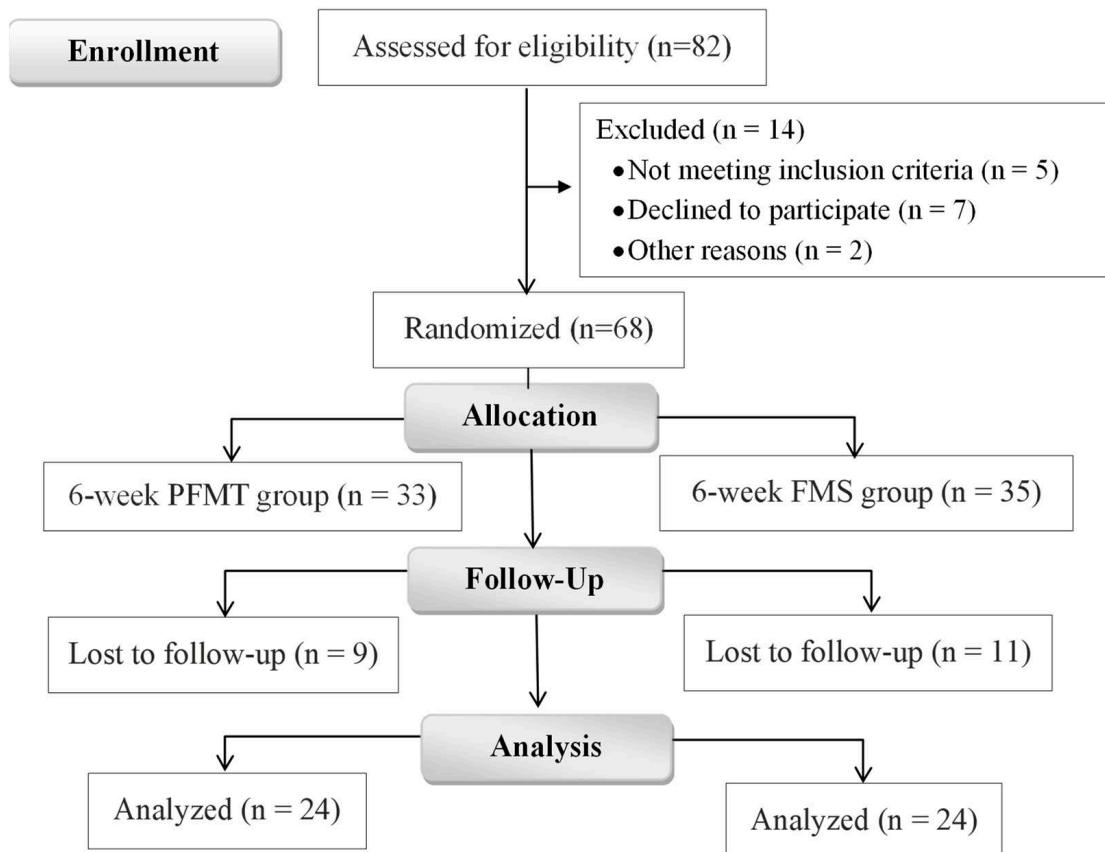 Enrollment
Assessed for eligibility (n=82)
Excluded (n = 14)
•Not meeting inclusion criteria (n = 5)
•Declined to participate (n = 7)
•Other reasons (n = 2)
Randomized (n=68)
Allocation
6-week PFMT group (n = 33)
6-week FMS group (n = 35)
Follow-Up
Lost to follow-up (n = 9)
Lost to follow-up (n = 11)
Analysis
Analyzed (n = 24)
Analyzed (n = 24)